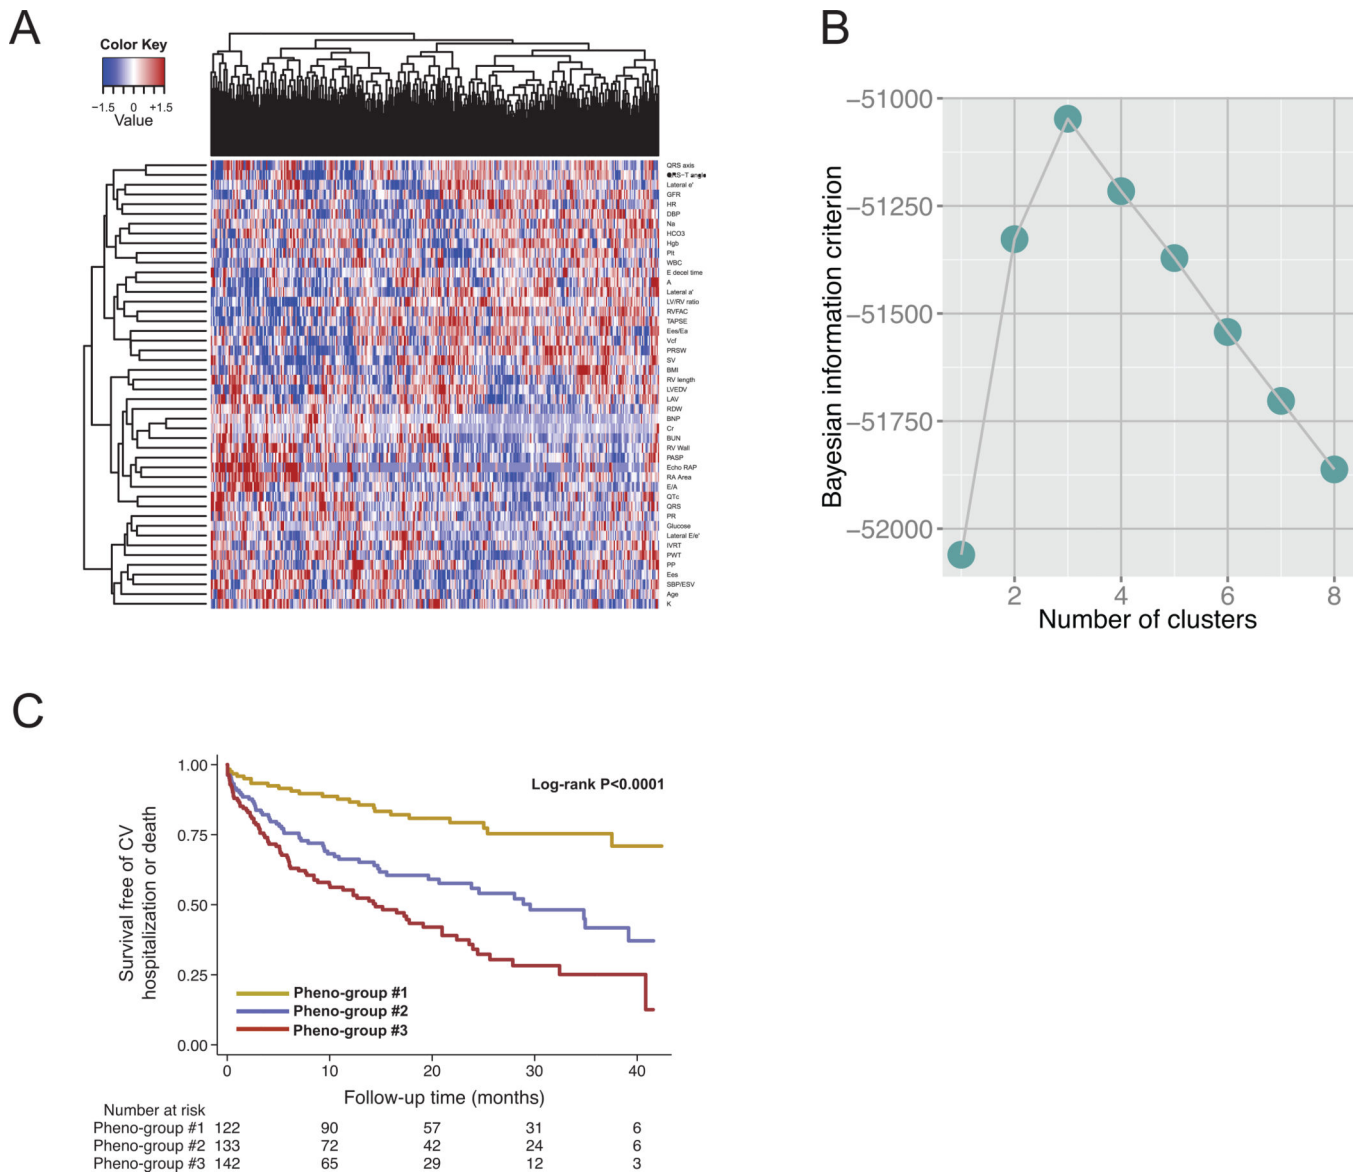 A
Color Key
−1.5 0 +1.5
Value
QRS axis
QRS−T angle
Lateral e'
GFR
HR
DBP
Na
HCO3
Hgb
Plt
WBC
E decel time
A
Lateral a'
LV/RV ratio
RVFAC
TAPSE
Ees/Ea
Vcf
PRSW
SV
BMI
RV length
LVEDV
LAV
RDW
BNP
Cr
BUN
RV Wall
PASP
Echo RAP
RA Area
E/A
QTc
QRS
PR
Glucose
Lateral E/e'
IVRT
PWT
PP
Ees
SBP/ESV
Age
K
B
Bayesian information criterion
−51000
−51250
−51500
−51750
−52000
2 4 6 8
Number of clusters
C
Survival free of CV
hospitalization or death
1.00
0.75
0.50
0.25
0.00
Log-rank P<0.0001
Pheno-group #1
Pheno-group #2
Pheno-group #3
0 10 20 30 40
Follow-up time (months)
Number at risk
Pheno-group #1 122 90 57 31 6
Pheno-group #2 133 72 42 24 6
Pheno-group #3 142 65 29 12 3